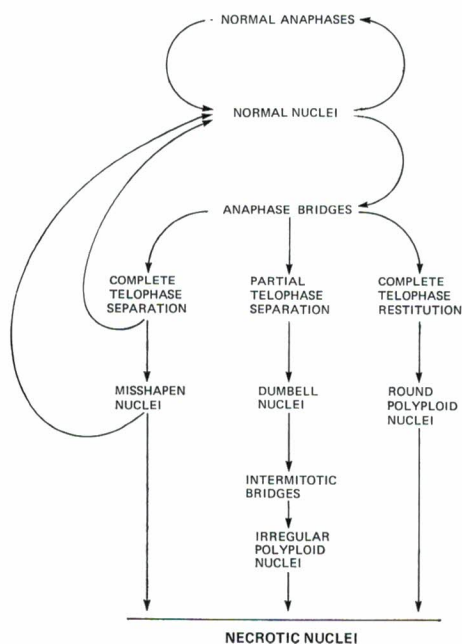 NORMAL ANAPHASES
NORMAL NUCLEI
ANAPHASE BRIDGES
COMPLETE
TELOPHASE
SEPARATION
PARTIAL
TELOPHASE
SEPARATION
COMPLETE
TELOPHASE
RESTITUTION
MISSHAPEN
NUCLEI
DUMBELL
NUCLEI
ROUND
POLYPLOID
NUCLEI
INTERMITOTIC
BRIDGES
IRREGULAR
POLYPLOID
NUCLEI
NECROTIC NUCLEI